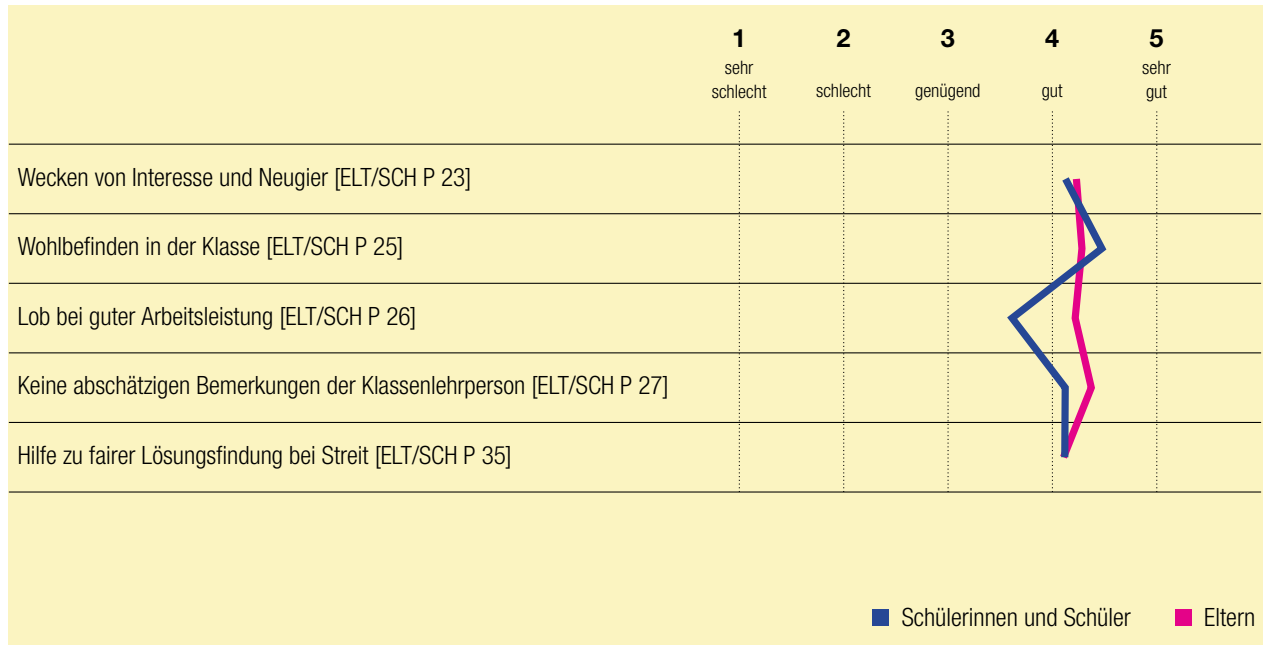 1 2 3 4 5
sehr schlecht schlecht genügend gut sehr gut
Wecken von Interesse und Neugier [ELT/SCH P 23]
Wohlbefinden in der Klasse [ELT/SCH P 25]
Lob bei guter Arbeitsleistung [ELT/SCH P 26]
Keine abschätzigen Bemerkungen der Klassenlehrperson [ELT/SCH P 27]
Hilfe zu fairer Lösungsfindung bei Streit [ELT/SCH P 35]
Schülerinnen und Schüler Eltern